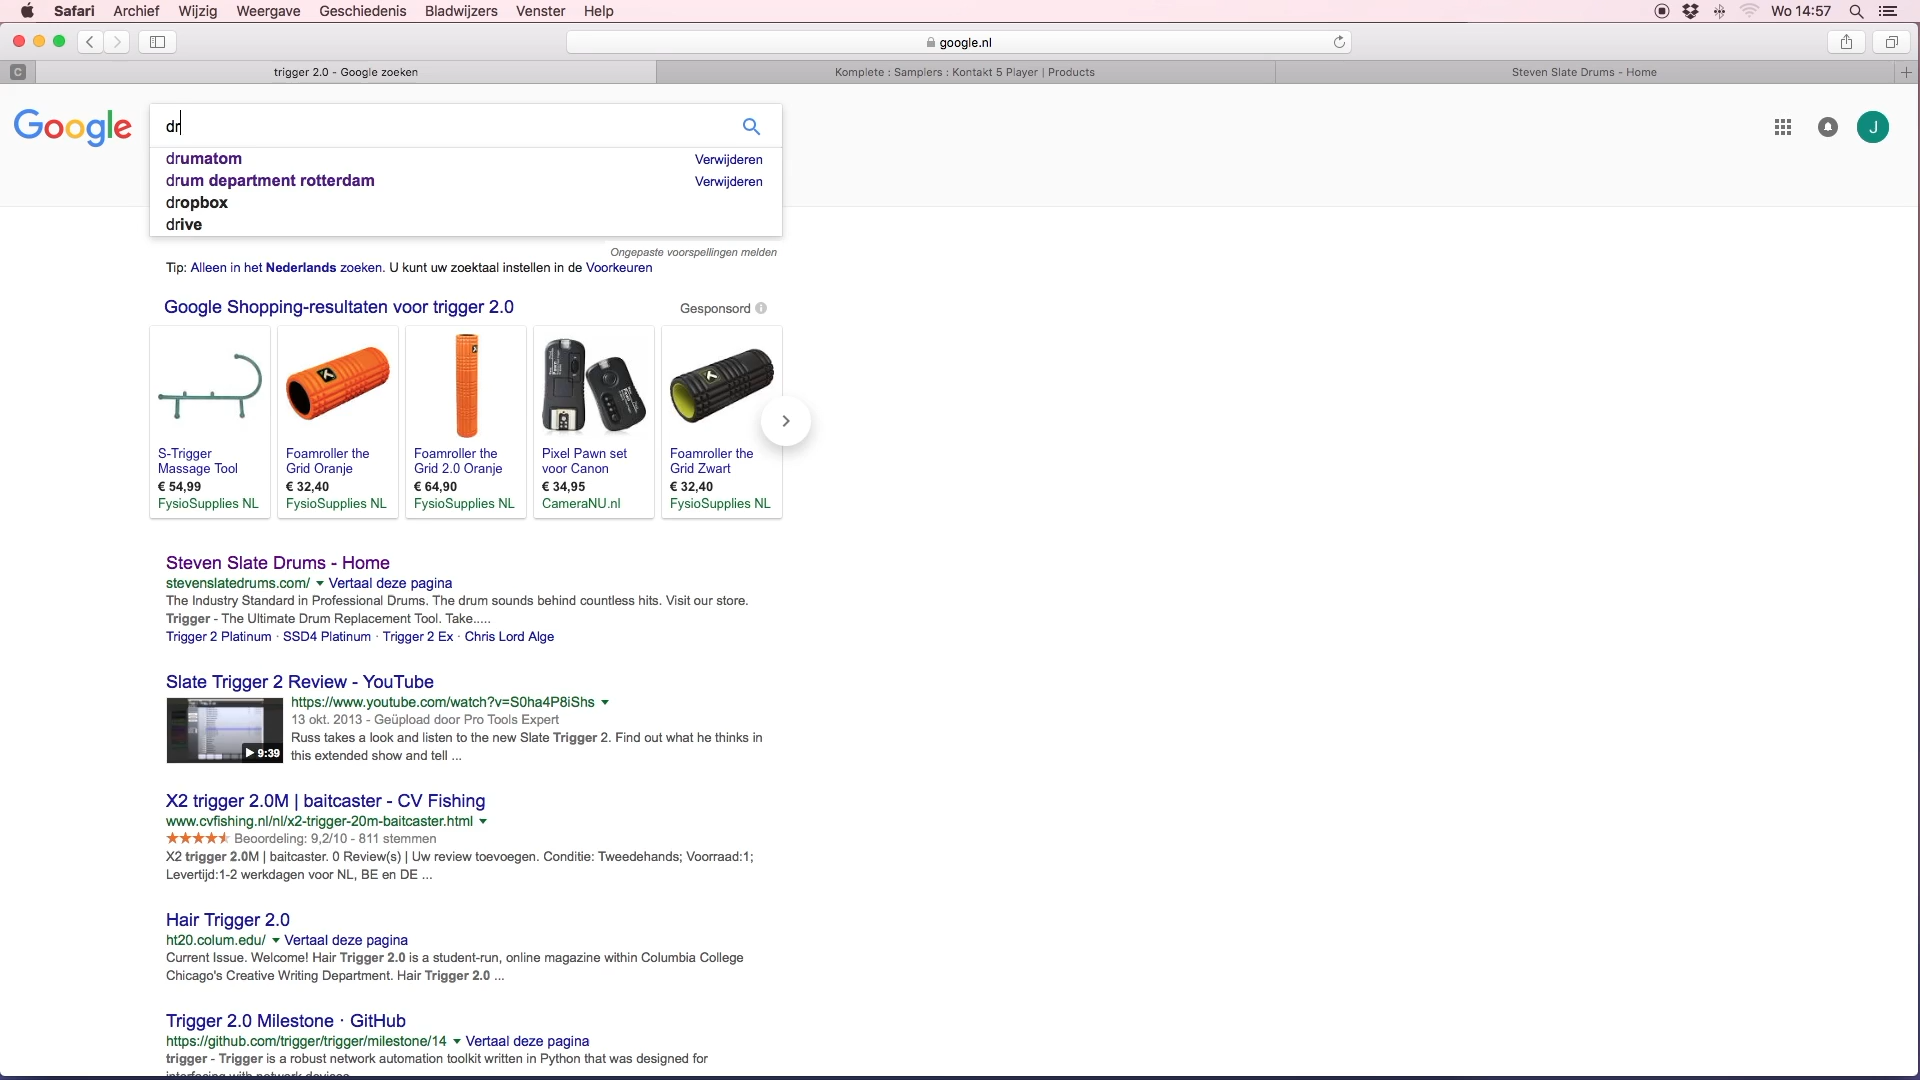 Safari Archief Wijzig Weergave Geschiedenis Bladwijzers Venster Help Wo 14:57
google.nl
C trigger 2.0 - Google zoeken Komplete : Samplers : Kontakt 5 Player | Products Steven Slate Drums - Home
Google dr J
drumatom Verwijderen
drum department rotterdam Verwijderen
dropbox
drive
Ongepaste voorspellingen melden
Tip: Alleen in het Nederlands zoeken. U kunt uw zoektaal instellen in de Voorkeuren
Google Shopping-resultaten voor trigger 2.0 Gesponsord
S-Trigger
Massage Tool
€ 54,99
FysioSupplies NL
Foamroller the
Grid Oranje
€ 32,40
FysioSupplies NL
Foamroller the
Grid 2.0 Oranje
€ 64,90
FysioSupplies NL
Pixel Pawn set
voor Canon
€ 34,95
CameraNU.nl
Foamroller the
Grid Zwart
€ 32,40
FysioSupplies NL
Steven Slate Drums - Home
stevenslatedrums.com/ Vertaal deze pagina
The Industry Standard in Professional Drums. The drum sounds behind countless hits. Visit our store.
Trigger - The Ultimate Drum Replacement Tool. Take.....
Trigger 2 Platinum · SSD4 Platinum · Trigger 2 Ex · Chris Lord Alge
Slate Trigger 2 Review - YouTube
https://www.youtube.com/watch?v=S0ha4P8iShs
13 okt. 2013 - Geüpload door Pro Tools Expert
Russ takes a look and listen to the new Slate Trigger 2. Find out what he thinks in
this extended show and tell ...
9:39
X2 trigger 2.0M | baitcaster - CV Fishing
www.cvfishing.nl/nl/x2-trigger-20m-baitcaster.html
Beoordeling: 9,2/10 - 811 stemmen
X2 trigger 2.0M | baitcaster. 0 Review(s) | Uw review toevoegen. Conditie: Tweedehands; Voorraad:1;
Levertijd:1-2 werkdagen voor NL, BE en DE ...
Hair Trigger 2.0
ht20.colum.edu/ Vertaal deze pagina
Current Issue. Welcome! Hair Trigger 2.0 is a student-run, online magazine within Columbia College
Chicago's Creative Writing Department. Hair Trigger 2.0 ...
Trigger 2.0 Milestone · GitHub
https://github.com/trigger/trigger/milestone/14 Vertaal deze pagina
trigger - Trigger is a robust network automation toolkit written in Python that was designed for
interfacing with network devices